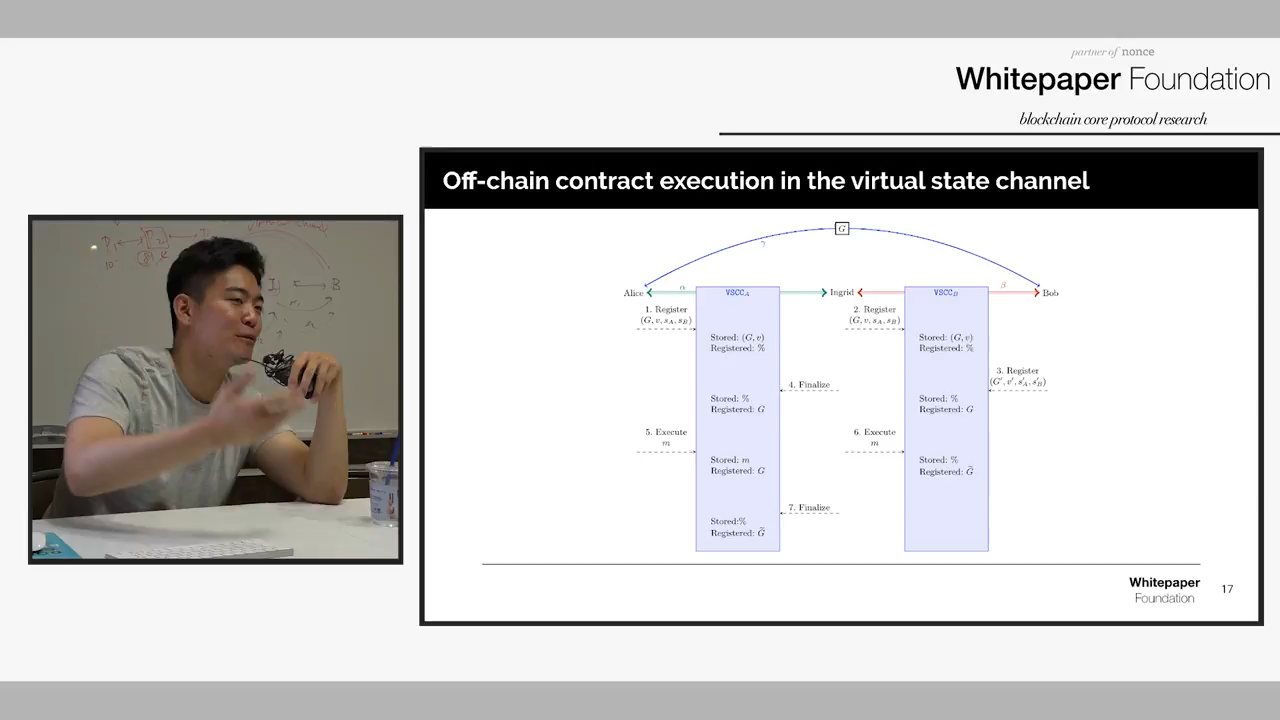 partner of nonce
Whitepaper Foundation
blockchain core protocol research
Off-chain contract execution in the virtual state channel
G
γ
Alice
α
VSCC_A
Ingrid
VSCC_B
β
Bob
1. Register
(G, v, s_A, s_B)
2. Register
(G, v, s_A, s_B)
Stored: (G, v)
Registered: %
Stored: (G, v)
Registered: %
3. Register
(G′, v′, s′_A, s′_B)
4. Finalize
Stored: %
Registered: G
Stored: %
Registered: G
5. Execute
m
6. Execute
m
Stored: m
Registered: G
Stored: %
Registered: G̃
7. Finalize
Stored:%
Registered: G̃
Whitepaper
Foundation
17
P₁
P₂
I
B